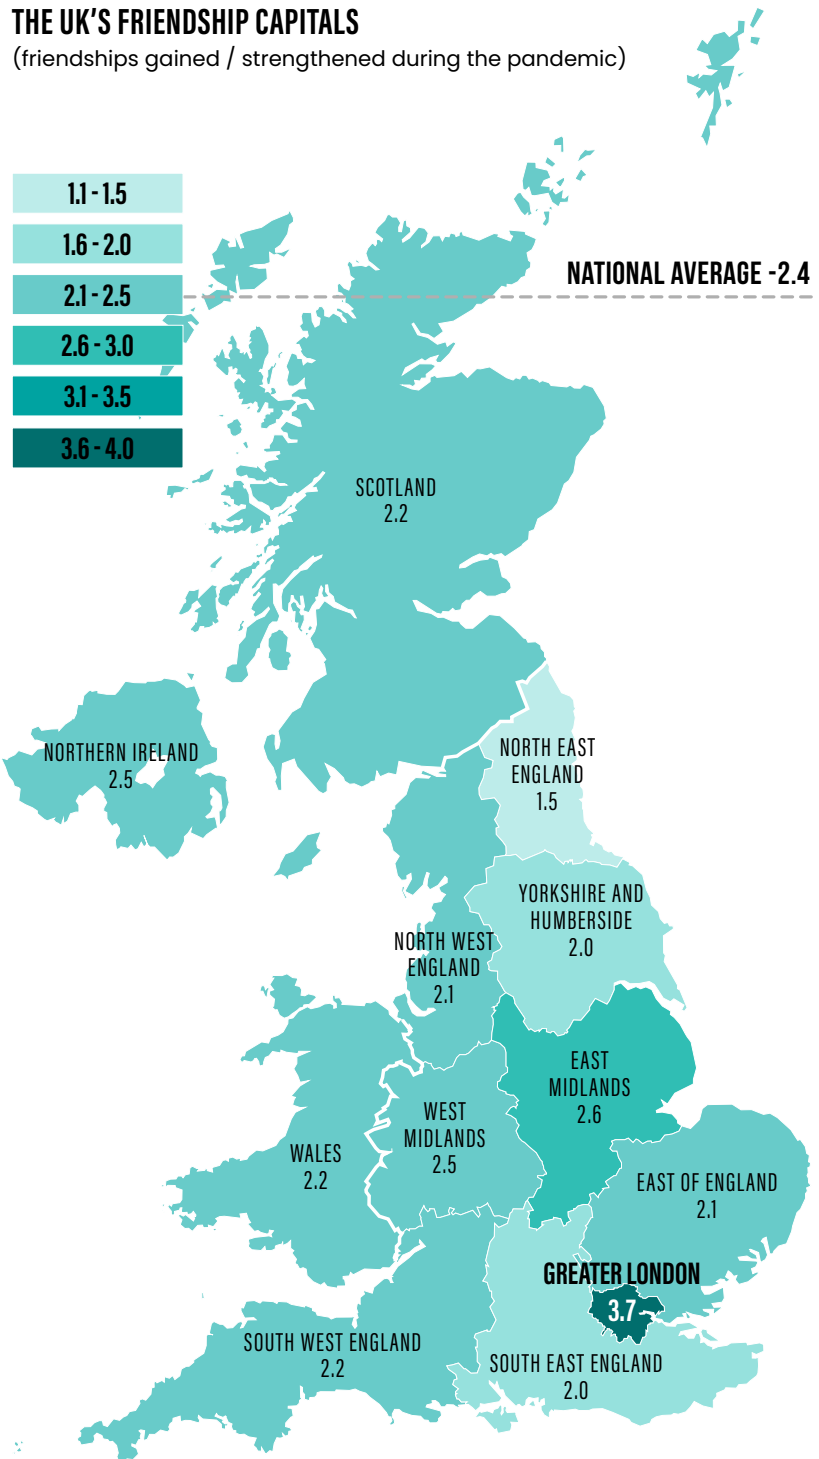 THE UK'S FRIENDSHIP CAPITALS
(friendships gained / strengthened during the pandemic)
1.1 - 1.5
1.6 - 2.0
2.1 - 2.5
2.6 - 3.0
3.1 - 3.5
3.6 - 4.0
NATIONAL AVERAGE -2.4
SCOTLAND
2.2
NORTHERN IRELAND
2.5
NORTH EAST
ENGLAND
1.5
YORKSHIRE AND
HUMBERSIDE
2.0
NORTH WEST
ENGLAND
2.1
EAST
MIDLANDS
2.6
WEST
MIDLANDS
2.5
WALES
2.2
EAST OF ENGLAND
2.1
GREATER LONDON
3.7
SOUTH WEST ENGLAND
2.2
SOUTH EAST ENGLAND
2.0